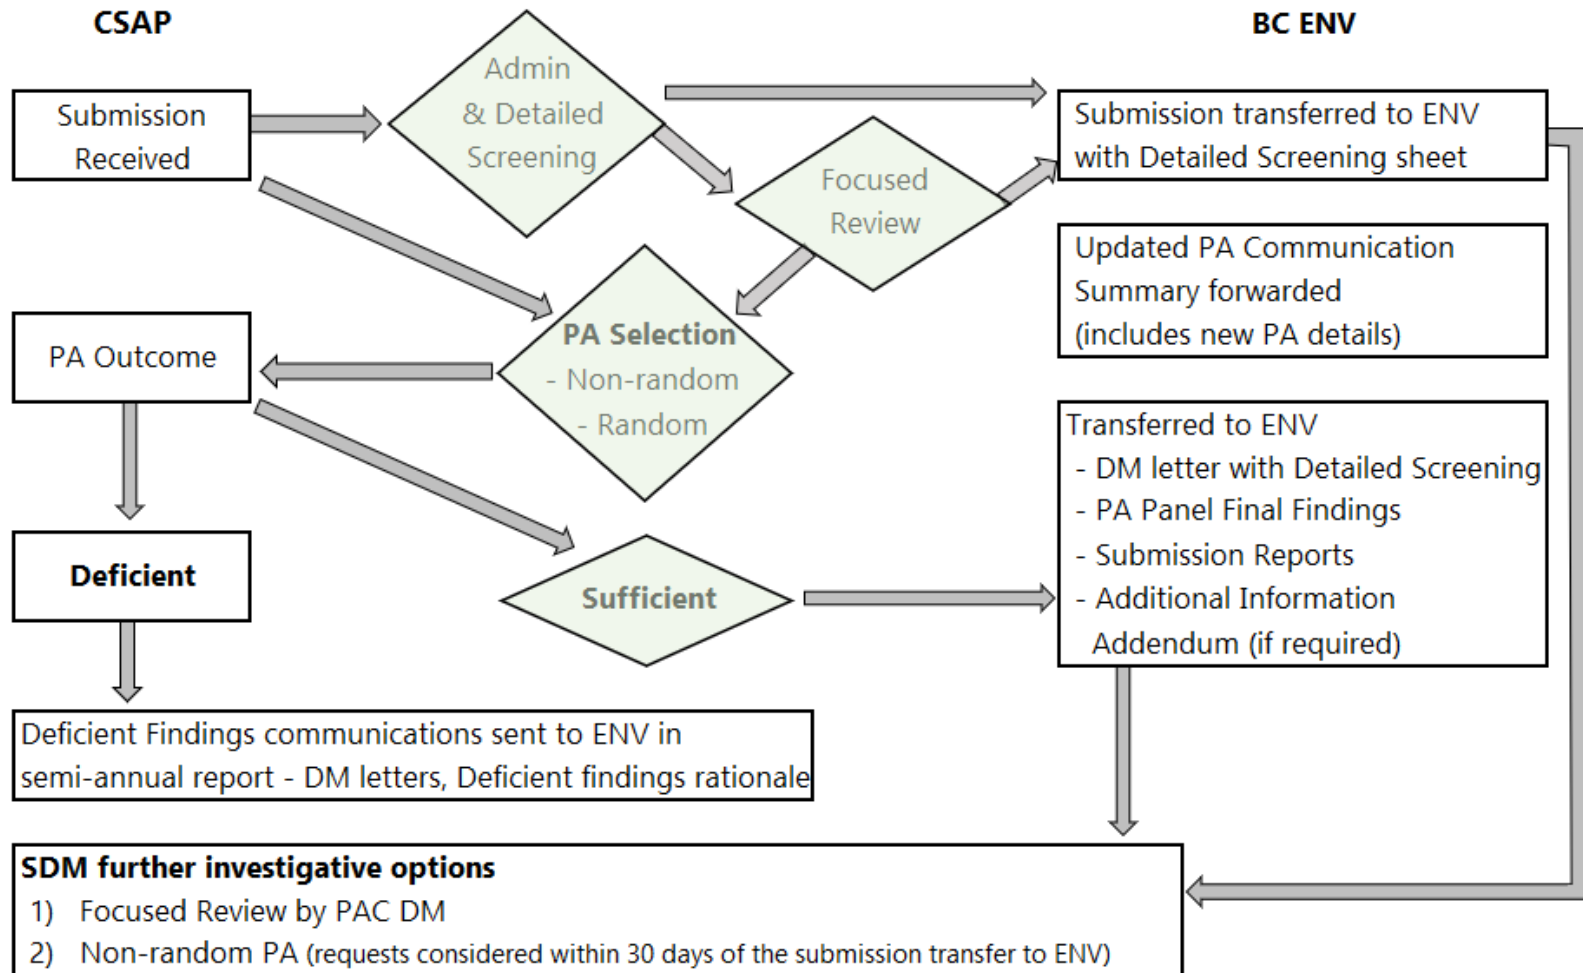 CSAP
BC ENV
Submission
Received
Admin
& Detailed
Screening
Focused
Review
Submission transferred to ENV
with Detailed Screening sheet
Updated PA Communication
Summary forwarded
(includes new PA details)
PA Selection
- Non-random
- Random
PA Outcome
Deficient
Sufficient
Transferred to ENV
- DM letter with Detailed Screening
- PA Panel Final Findings
- Submission Reports
- Additional Information
Addendum (if required)
Deficient Findings communications sent to ENV in
semi-annual report - DM letters, Deficient findings rationale
SDM further investigative options
1) Focused Review by PAC DM
2) Non-random PA (requests considered within 30 days of the submission transfer to ENV)